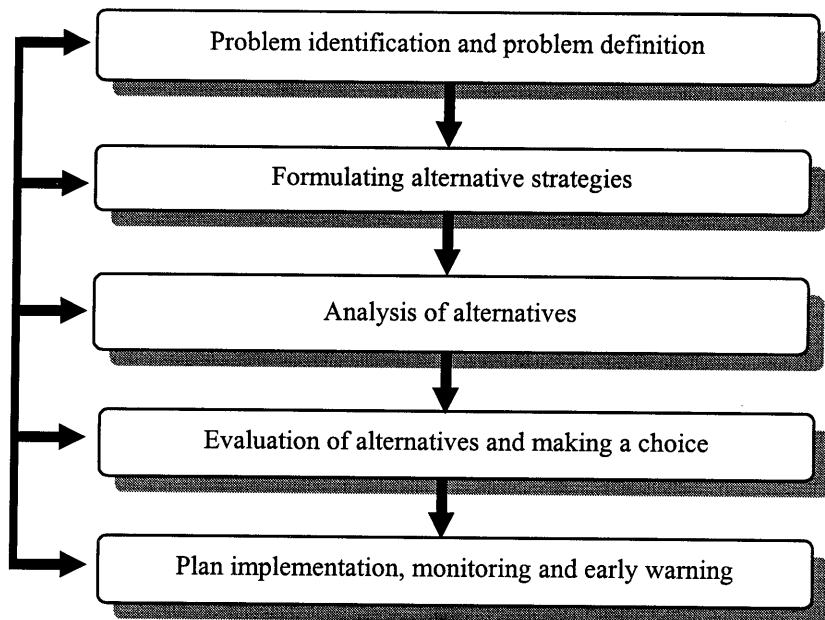 Problem identification and problem definition
Formulating alternative strategies
Analysis of alternatives
Evaluation of alternatives and making a choice
Plan implementation, monitoring and early warning